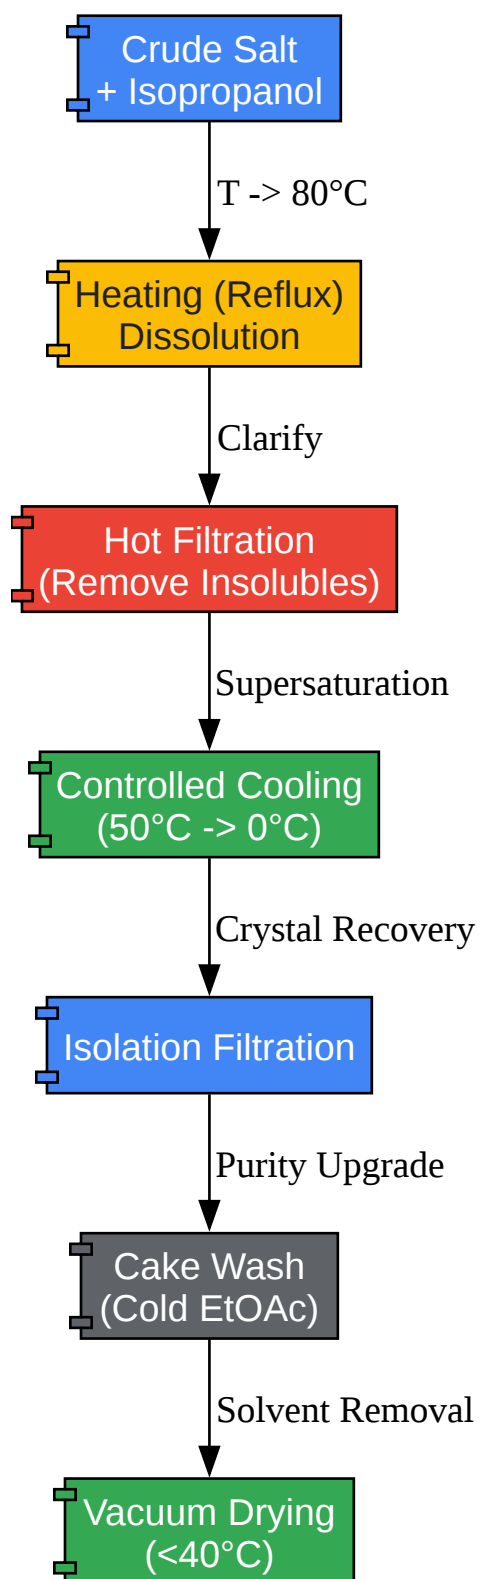 Crude Salt
+ Isopropanol
T -> 80°C
Heating (Reflux)
Dissolution
Clarify
Hot Filtration
(Remove Insolubles)
Supersaturation
Controlled Cooling
(50°C -> 0°C)
Crystal Recovery
Isolation Filtration
Purity Upgrade
Cake Wash
(Cold EtOAc)
Solvent Removal
Vacuum Drying
(<40°C)